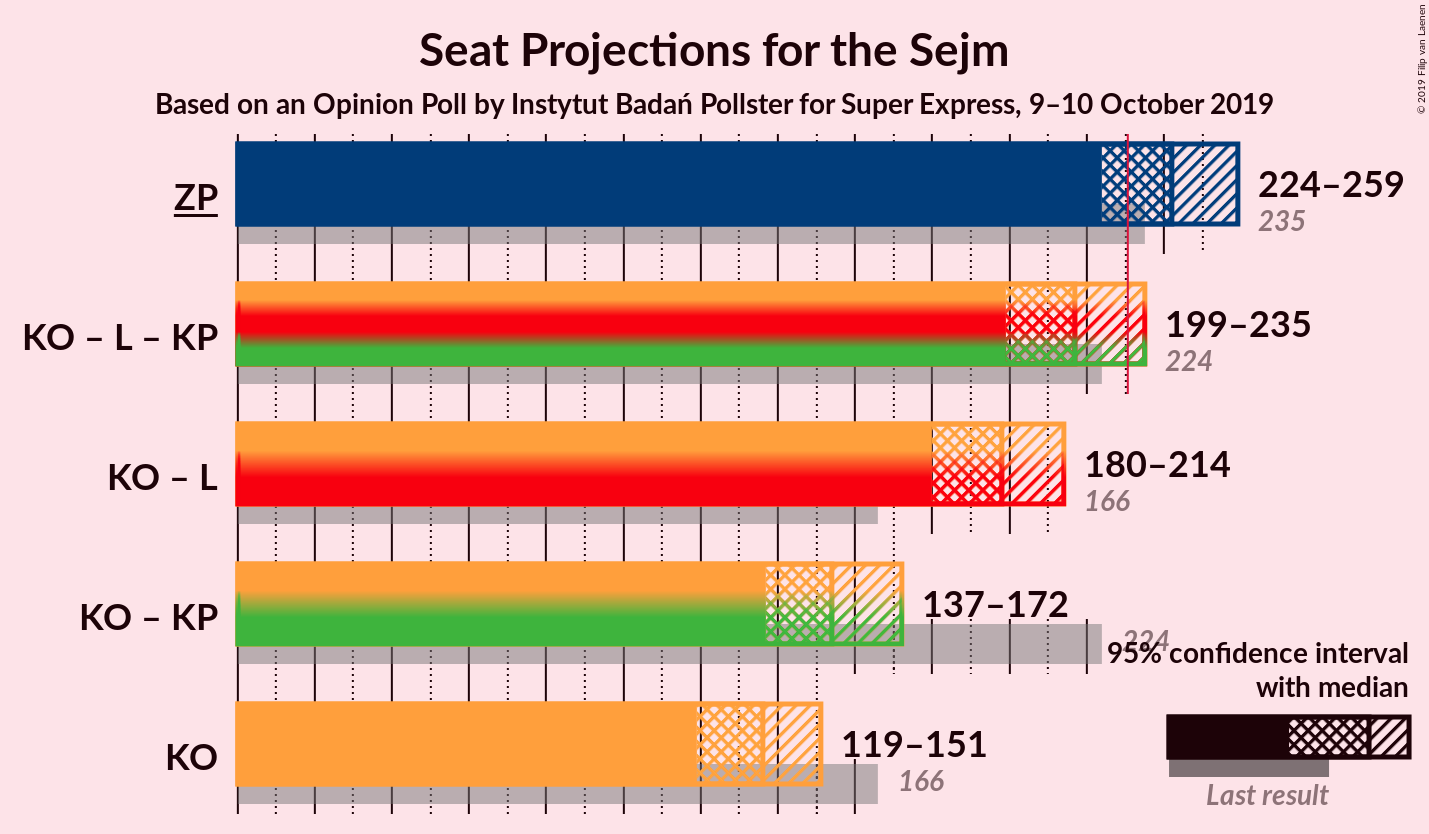 Seat Projections for the Sejm
Based on an Opinion Poll by Instytut Badań Pollster for Super Express, 9–10 October 2019
© 2019 Filip van Laenen
ZP
224–259
235
KO – L – KP
199–235
224
KO – L
180–214
166
KO – KP
137–172
224
95% confidence interval
with median
KO
119–151
166
Last result